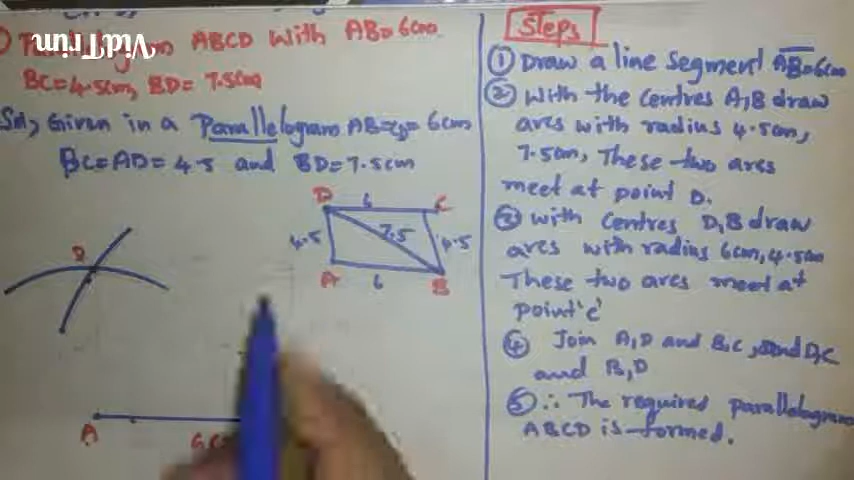 VidTrim
Parallelogram ABCD with AB=6cm
BC=4.5cm, BD= 7.5cm
Sol, Given in a Parallelogram AB=CD=6cm
BC=AD=4.5 and BD=7.5cm
D 6 C
4.5 7.5 4.5
A 6 B
D
A
Steps
① Draw a line segment AB=6cm
② With the centres A,B draw
arcs with radius 4.5cm,
7.5cm, These two arcs
meet at point D.
③ With centres D,B draw
arcs with radius 6cm, 4.5cm
These two arcs meet at
point 'c'
④ Join A,D and B,C, and D,C
and B,D
⑤ ∴ The required parallelogram
ABCD is formed.